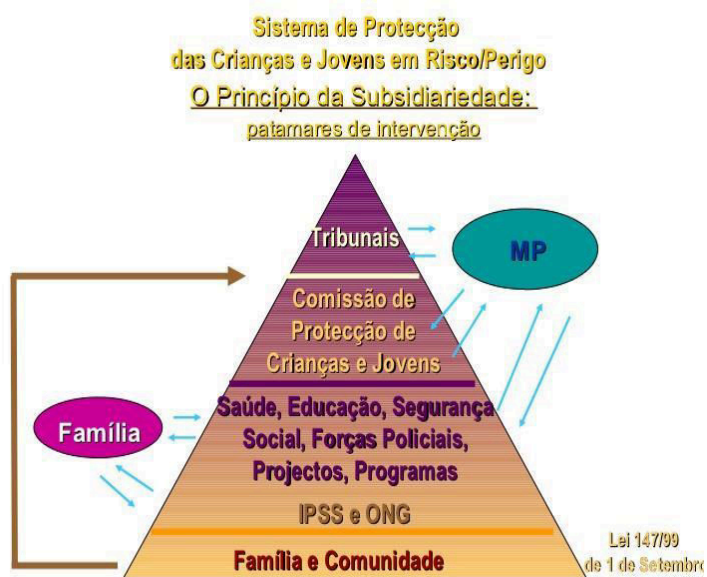 Sistema de Protecção
das Crianças e Jovens em Risco/Perigo
O Princípio da Subsidiariedade:
patamares de intervenção
Tribunais
MP
Comissão de
Protecção de
Crianças e Jovens
Saúde, Educação, Segurança
Social, Forças Policiais,
Projectos, Programas
Família
IPSS e ONG
Família e Comunidade
Lei 147/99
de 1 de Setembro